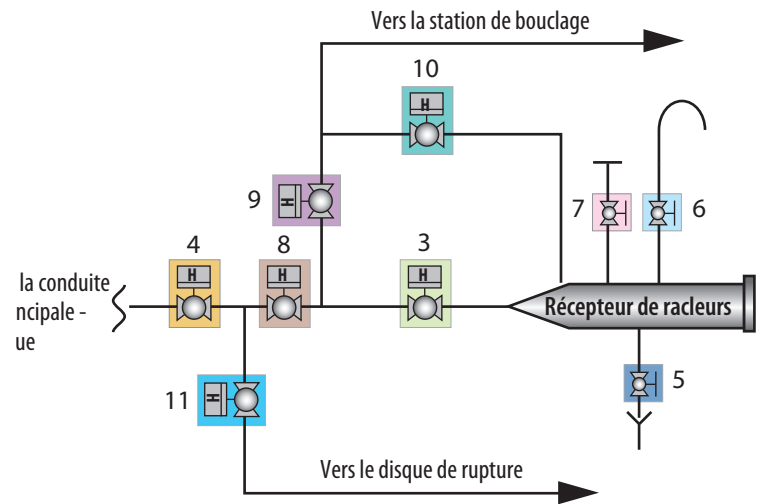 Vers la station de bouclage
10
H
9
H
7
6
4
8
3
H
H
H
la conduite
ncipale -
ue
Récepteur de racleurs
11
H
5
Vers le disque de rupture